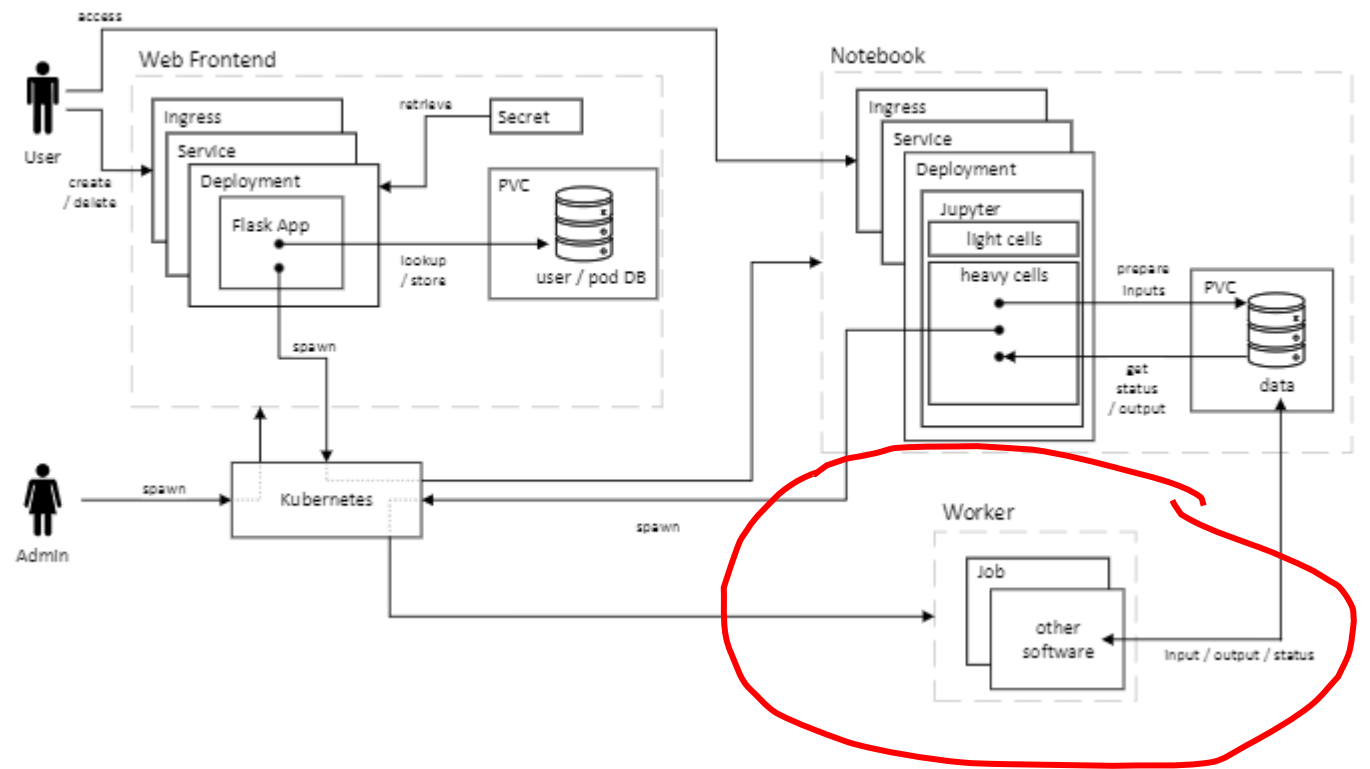 access
Web Frontend
Notebook
User
Ingress
Service
Deployment
Flask App
retrieve
Secret
create
/ delete
PVC
lookup
/ store
user / pod DB
spawn
Ingress
Service
Deployment
Jupyter
light cells
heavy cells
prepare
inputs
PVC
get
status
/ output
data
Admin
spawn
Kubernetes
spawn
Worker
Job
other
software
input / output / status